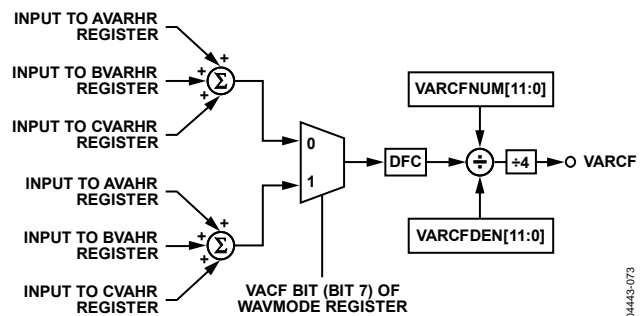 INPUT TO AVARHR
REGISTER
+
INPUT TO BVARHR
REGISTER
+
Σ
INPUT TO CVARHR
REGISTER
+
INPUT TO AVAHR
REGISTER
+
INPUT TO BVAHR
REGISTER
+
Σ
INPUT TO CVAHR
REGISTER
+
0
1
VACF BIT (BIT 7) OF
WAVMODE REGISTER
DFC
VARCFNUM[11:0]
÷
VARCFDEN[11:0]
÷4
VARCF
04443-073